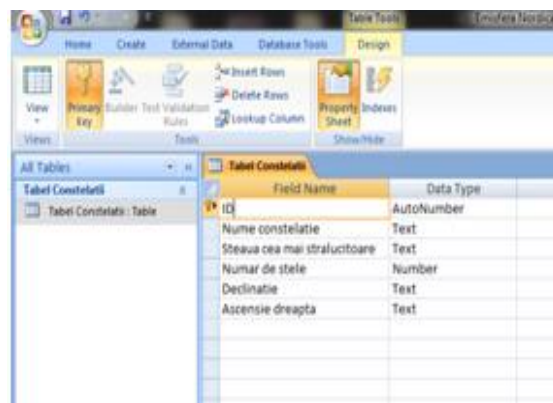 Table Tools
Emisfera Nordica
Home Create External Data Database Tools Design
View
Primary Key
Builder
Test Validation Rules
Insert Rows
Delete Rows
Lookup Column
Property Sheet
Indexes
Views Tools Show/Hide
All Tables
Tabel Constelatii
Tabel Constelatii : Table
Tabel Constelatii
Field Name Data Type
ID AutoNumber
Nume constelatie Text
Steaua cea mai stralucitoare Text
Numar de stele Number
Declinatie Text
Ascensie dreapta Text